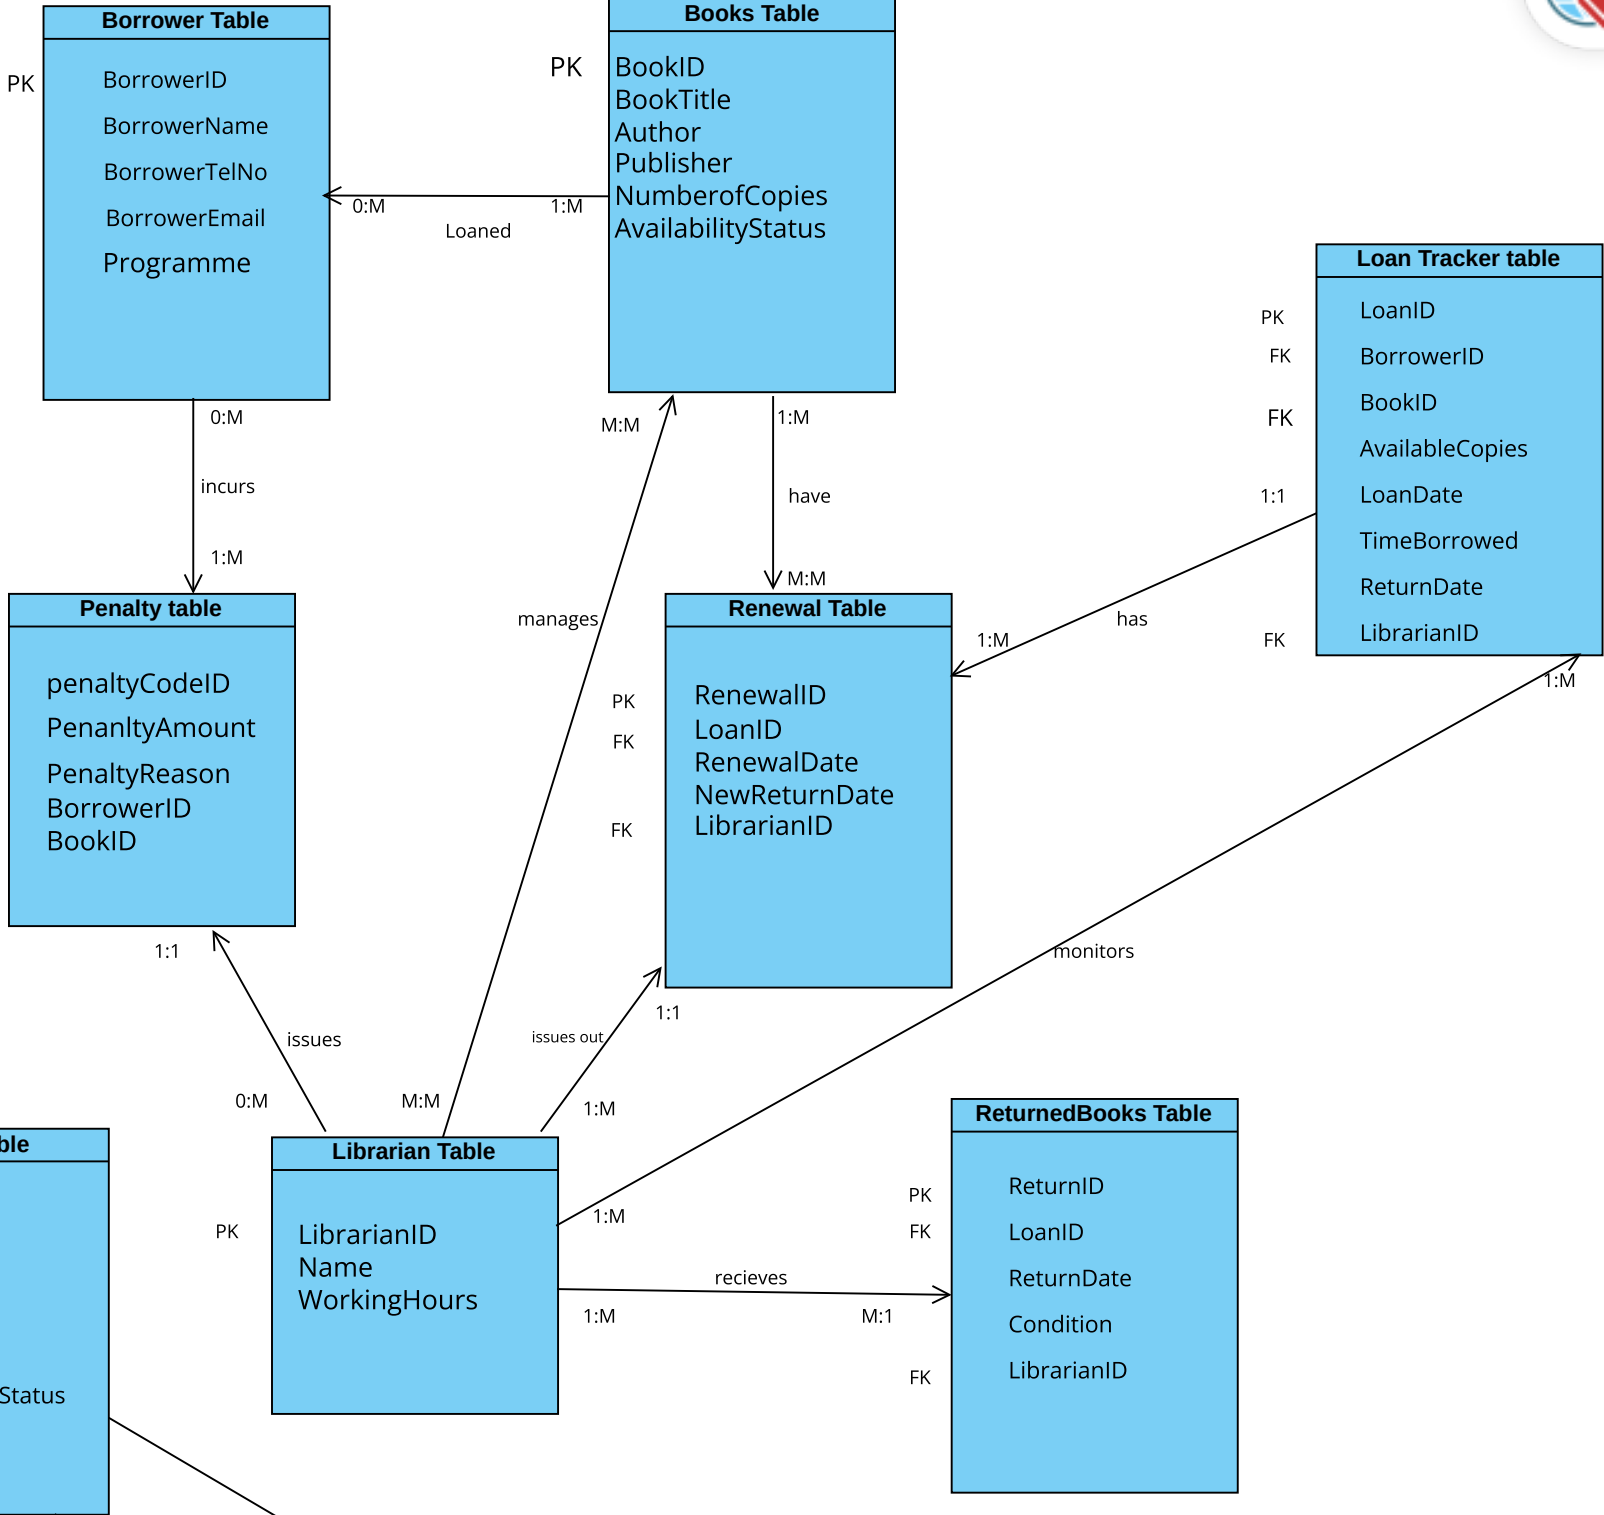 Borrower Table
PK
BorrowerID
BorrowerName
BorrowerTelNo
BorrowerEmail
Programme
Books Table
PK
BookID
BookTitle
Author
Publisher
NumberofCopies
AvailabilityStatus
0:M
1:M
Loaned
Loan Tracker table
PK
LoanID
FK
BorrowerID
FK
BookID
AvailableCopies
1:1
LoanDate
TimeBorrowed
ReturnDate
FK
LibrarianID
0:M
incurs
1:M
M:M
manages
M:M
1:M
have
M:M
has
1:M
1:M
Penalty table
penaltyCodeID
PenanltyAmount
PenaltyReason
BorrowerID
BookID
Renewal Table
PK
RenewalID
FK
LoanID
RenewalDate
NewReturnDate
FK
LibrarianID
1:1
issues
0:M
1:1
issues out
1:M
monitors
1:M
Librarian Table
PK
LibrarianID
Name
WorkingHours
recieves
1:M
M:1
ReturnedBooks Table
PK
ReturnID
FK
LoanID
ReturnDate
Condition
FK
LibrarianID
ble
Status